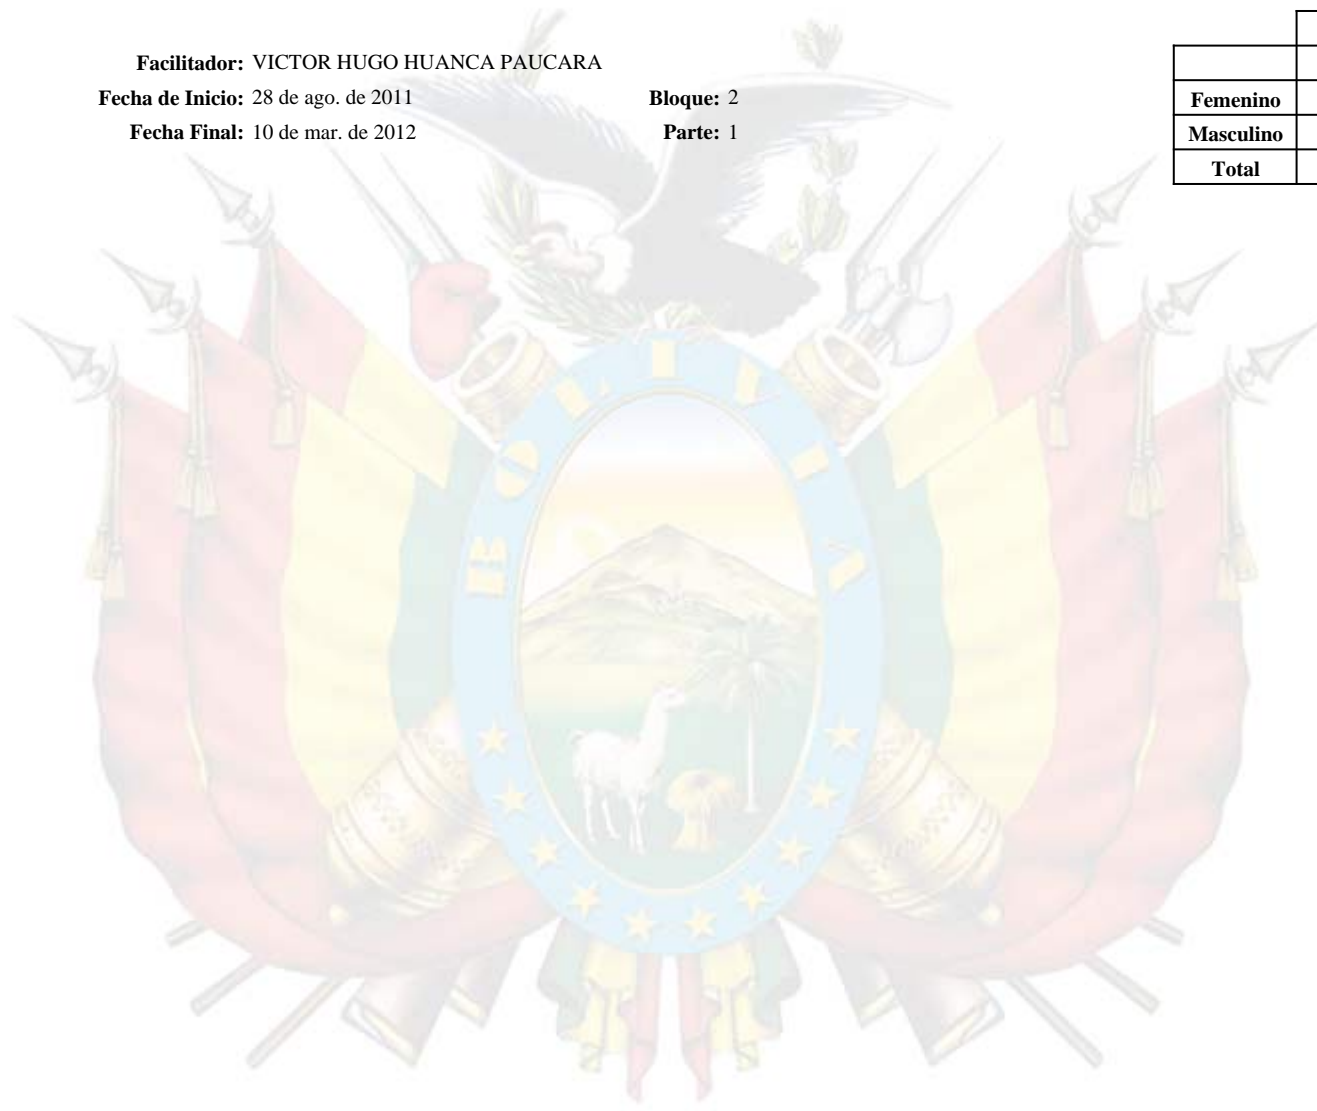 Facilitador: VICTOR HUGO HUANCA PAUCARA
Fecha de Inicio: 28 de ago. de 2011 Bloque: 2
Fecha Final: 10 de mar. de 2012 Parte: 1
Femenino
Masculino
Total
BOLIVIA